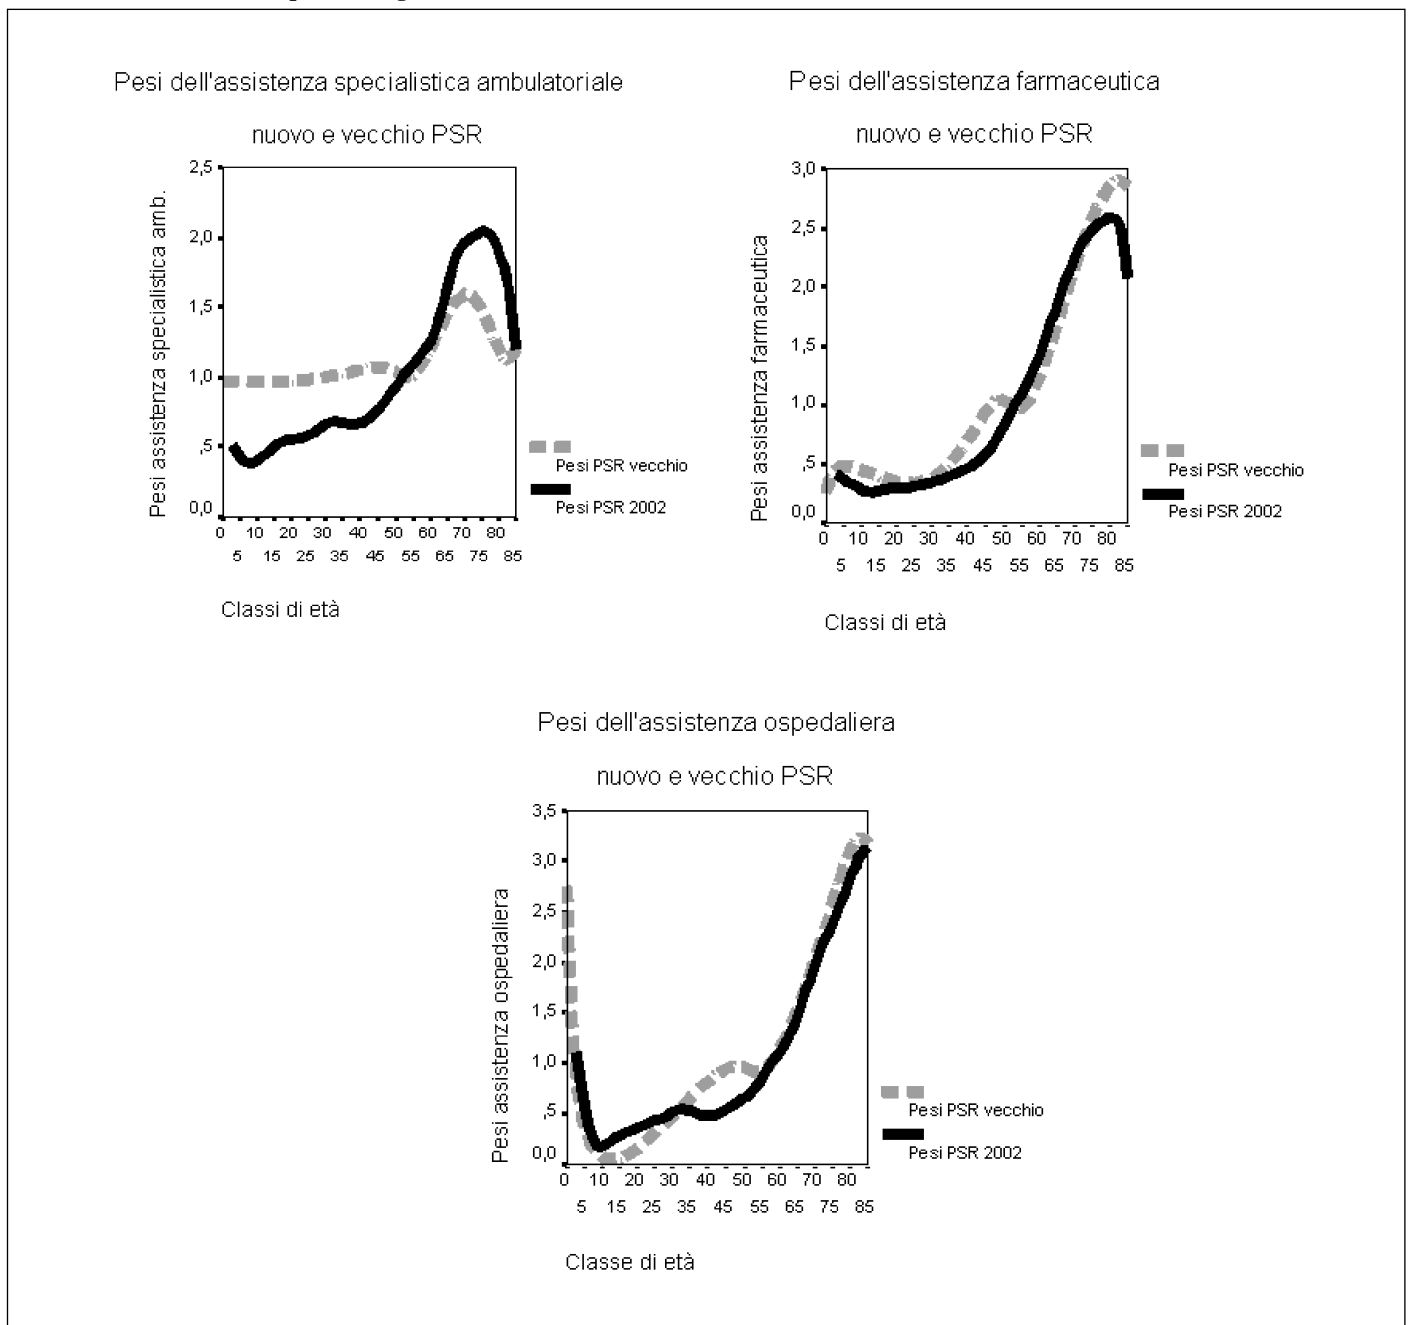 Pesi dell'assistenza specialistica ambulatoriale
nuovo e vecchio PSR
Pesi assistenza specialistica amb.
2,5
2,0
1,5
1,0
,5
0,0
0 10 20 30 40 50 60 70 80
5 15 25 35 45 55 65 75 85
Classi di età
Pesi PSR vecchio
Pesi PSR 2002
Pesi dell'assistenza farmaceutica
nuovo e vecchio PSR
Pesi assistenza farmaceutica
3,0
2,5
2,0
1,5
1,0
,5
0,0
0 10 20 30 40 50 60 70 80
5 15 25 35 45 55 65 75 85
Classi di età
Pesi PSR vecchio
Pesi PSR 2002
Pesi dell'assistenza ospedaliera
nuovo e vecchio PSR
Pesi assistenza ospedaliera
3,5
3,0
2,5
2,0
1,5
1,0
,5
0,0
0 10 20 30 40 50 60 70 80
5 15 25 35 45 55 65 75 85
Classe di età
Pesi PSR vecchio
Pesi PSR 2002